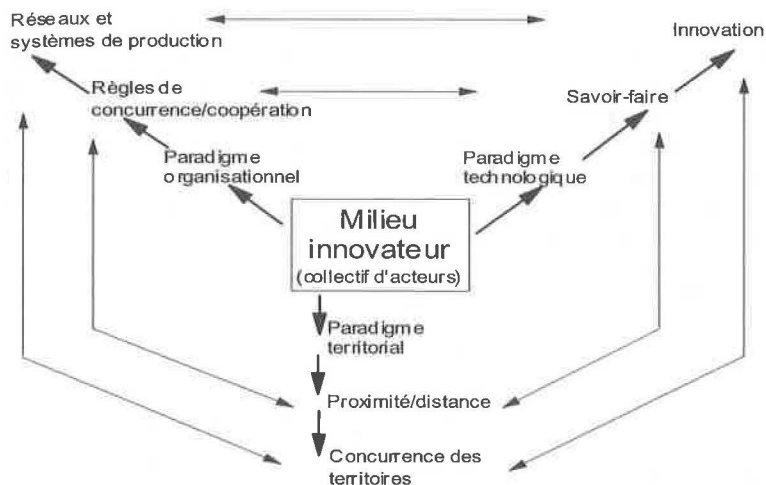 Réseaux et
systèmes de production
Innovation
Règles de
concurrence/coopération
Savoir-faire
Paradigme
organisationnel
Paradigme
technologique
Milieu
innovateur
(collectif d'acteurs)
Paradigme
territorial
Proximité/distance
Concurrence des
territoires